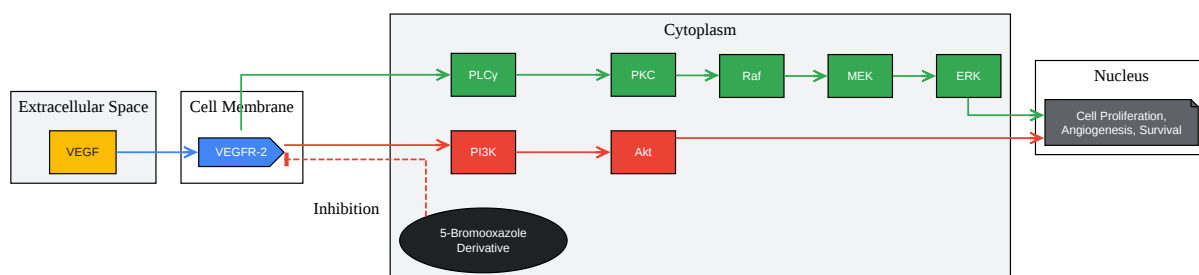 Cytoplasm
PLCγ
PKC
Raf
MEK
ERK
Nucleus
Extracellular Space
Cell Membrane
Cell Proliferation,
Angiogenesis, Survival
VEGF
VEGFR-2
PI3K
Akt
Inhibition
5-Bromooxazole
Derivative